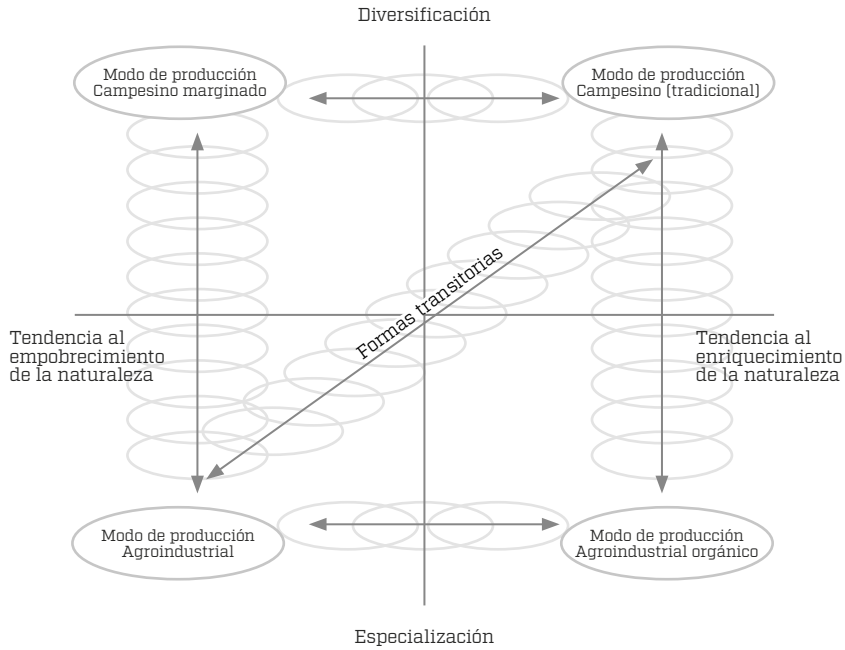 Diversificación
Modo de producción
Campesino marginado
Modo de producción
Campesino (tradicional)
Formas transitorias
Tendencia al
empobrecimiento
de la naturaleza
Tendencia al
enriquecimiento
de la naturaleza
Modo de producción
Agroindustrial
Modo de producción
Agroindustrial orgánico
Especialización